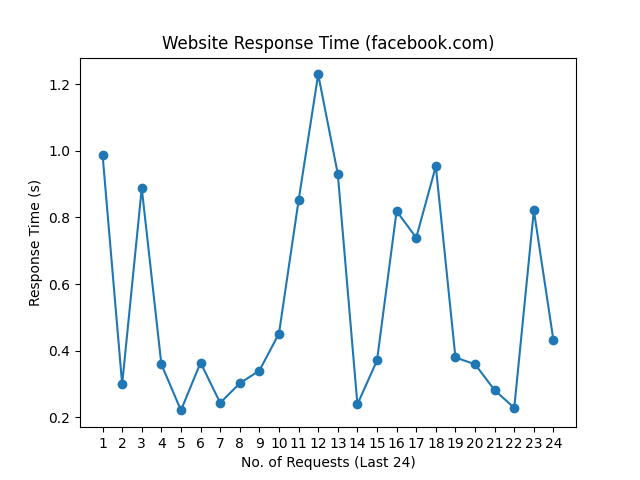 Website Response Time (facebook.com)
Response Time (s)
1.2
1.0
0.8
0.6
0.4
0.2
1 2 3 4 5 6 7 8 9 10 11 12 13 14 15 16 17 18 19 20 21 22 23 24
No. of Requests (Last 24)